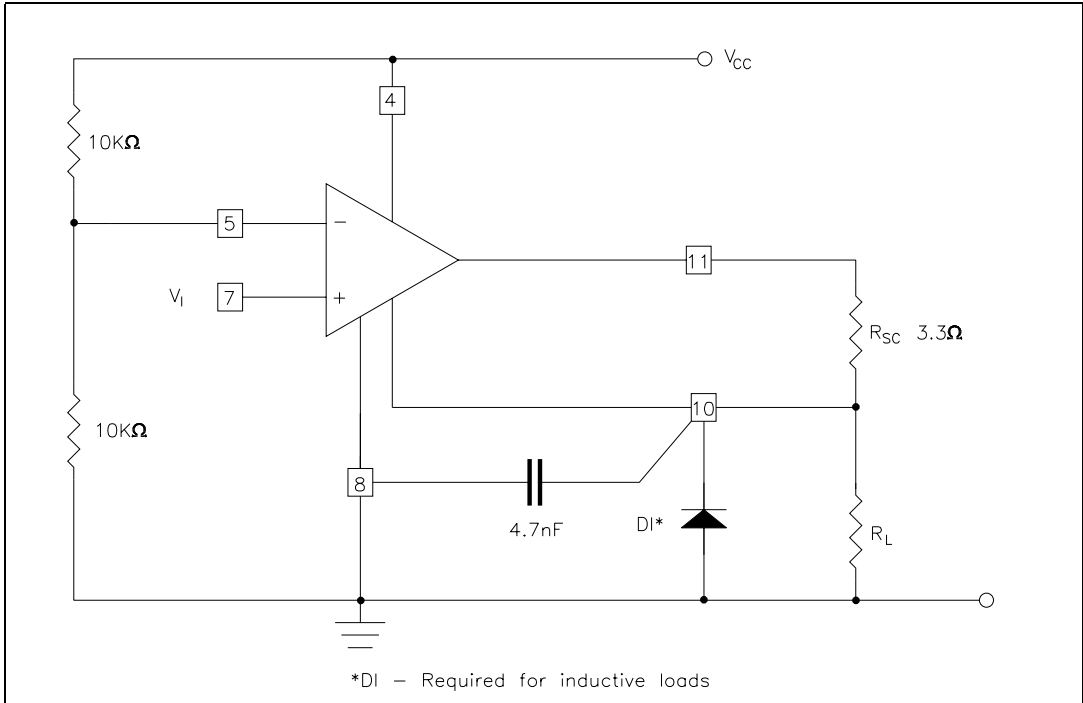 V_CC
4
10KΩ
5
−
11
V_I
7
+
R_SC 3.3Ω
10
10KΩ
8
4.7nF
DI*
R_L
*DI – Required for inductive loads